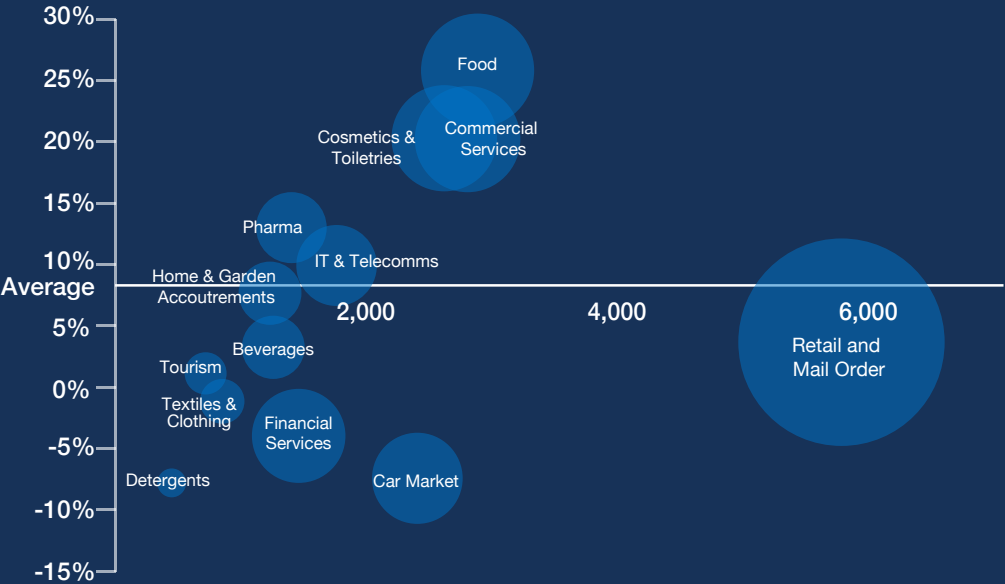 30%
Food
25%
20%
Cosmetics &
Toiletries
Commercial
Services
15%
Pharma
10%
IT & Telecomms
Home & Garden
Accoutrements
Average
2,000
4,000
6,000
5%
Beverages
Retail and
Mail Order
Tourism
0%
Textiles &
Clothing
Financial
Services
-5%
Detergents
Car Market
-10%
-15%